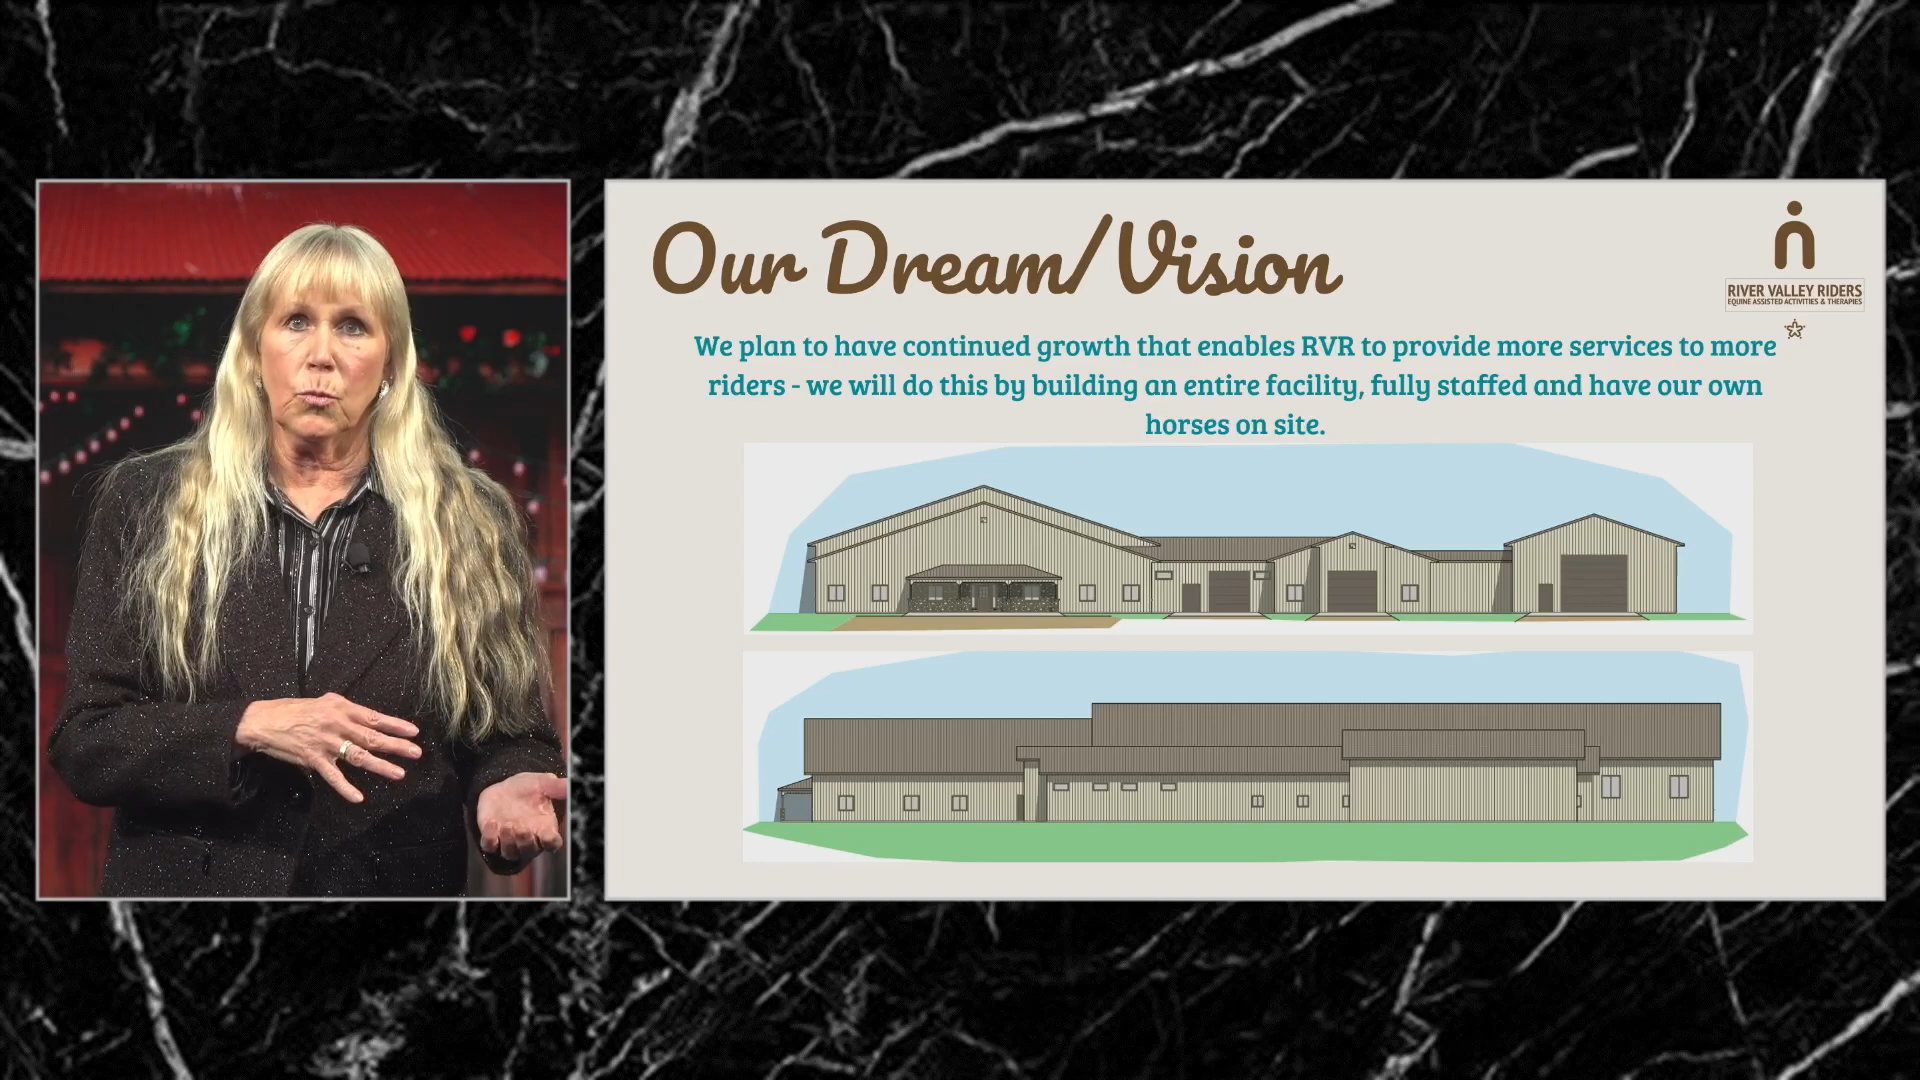 Our Dream/Vision
RIVER VALLEY RIDERS
EQUINE ASSISTED ACTIVITIES & THERAPIES
We plan to have continued growth that enables RVR to provide more services to more
riders - we will do this by building an entire facility, fully staffed and have our own
horses on site.